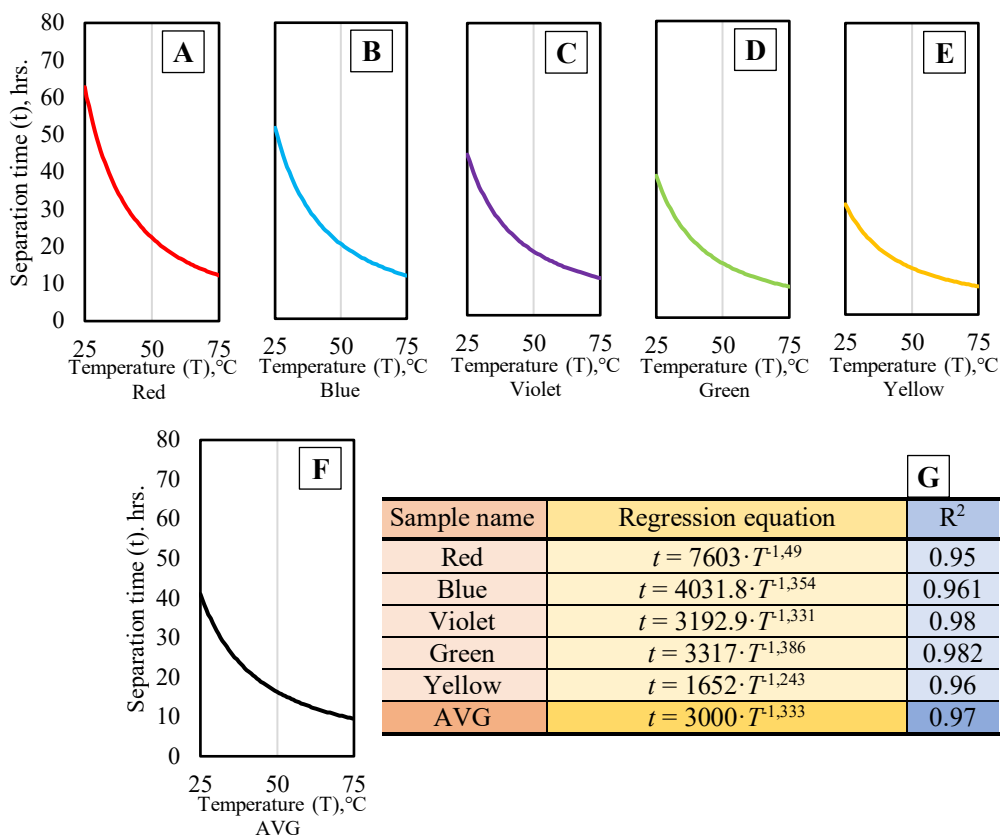 80
70
60
50
40
30
20
10
0
Separation time (t), hrs.
A
B
C
D
E
25 50 75
25 50 75
25 50 75
25 50 75
25 50 75
Temperature (T),°C
Temperature (T),°C
Temperature (T),°C
Temperature (T),°C
Temperature (T),°C
Red
Blue
Violet
Green
Yellow
80
70
60
50
40
30
20
10
0
Separation time (t). hrs.
F
25 50 75
Temperature (T),°C
AVG
G
Sample name Regression equation R²
Red t = 7603·T⁻¹,⁴⁹ 0.95
Blue t = 4031.8·T⁻¹,³⁵⁴ 0.961
Violet t = 3192.9·T⁻¹,³³¹ 0.98
Green t = 3317·T⁻¹,³⁸⁶ 0.982
Yellow t = 1652·T⁻¹,²⁴³ 0.96
AVG t = 3000·T⁻¹,³³³ 0.97